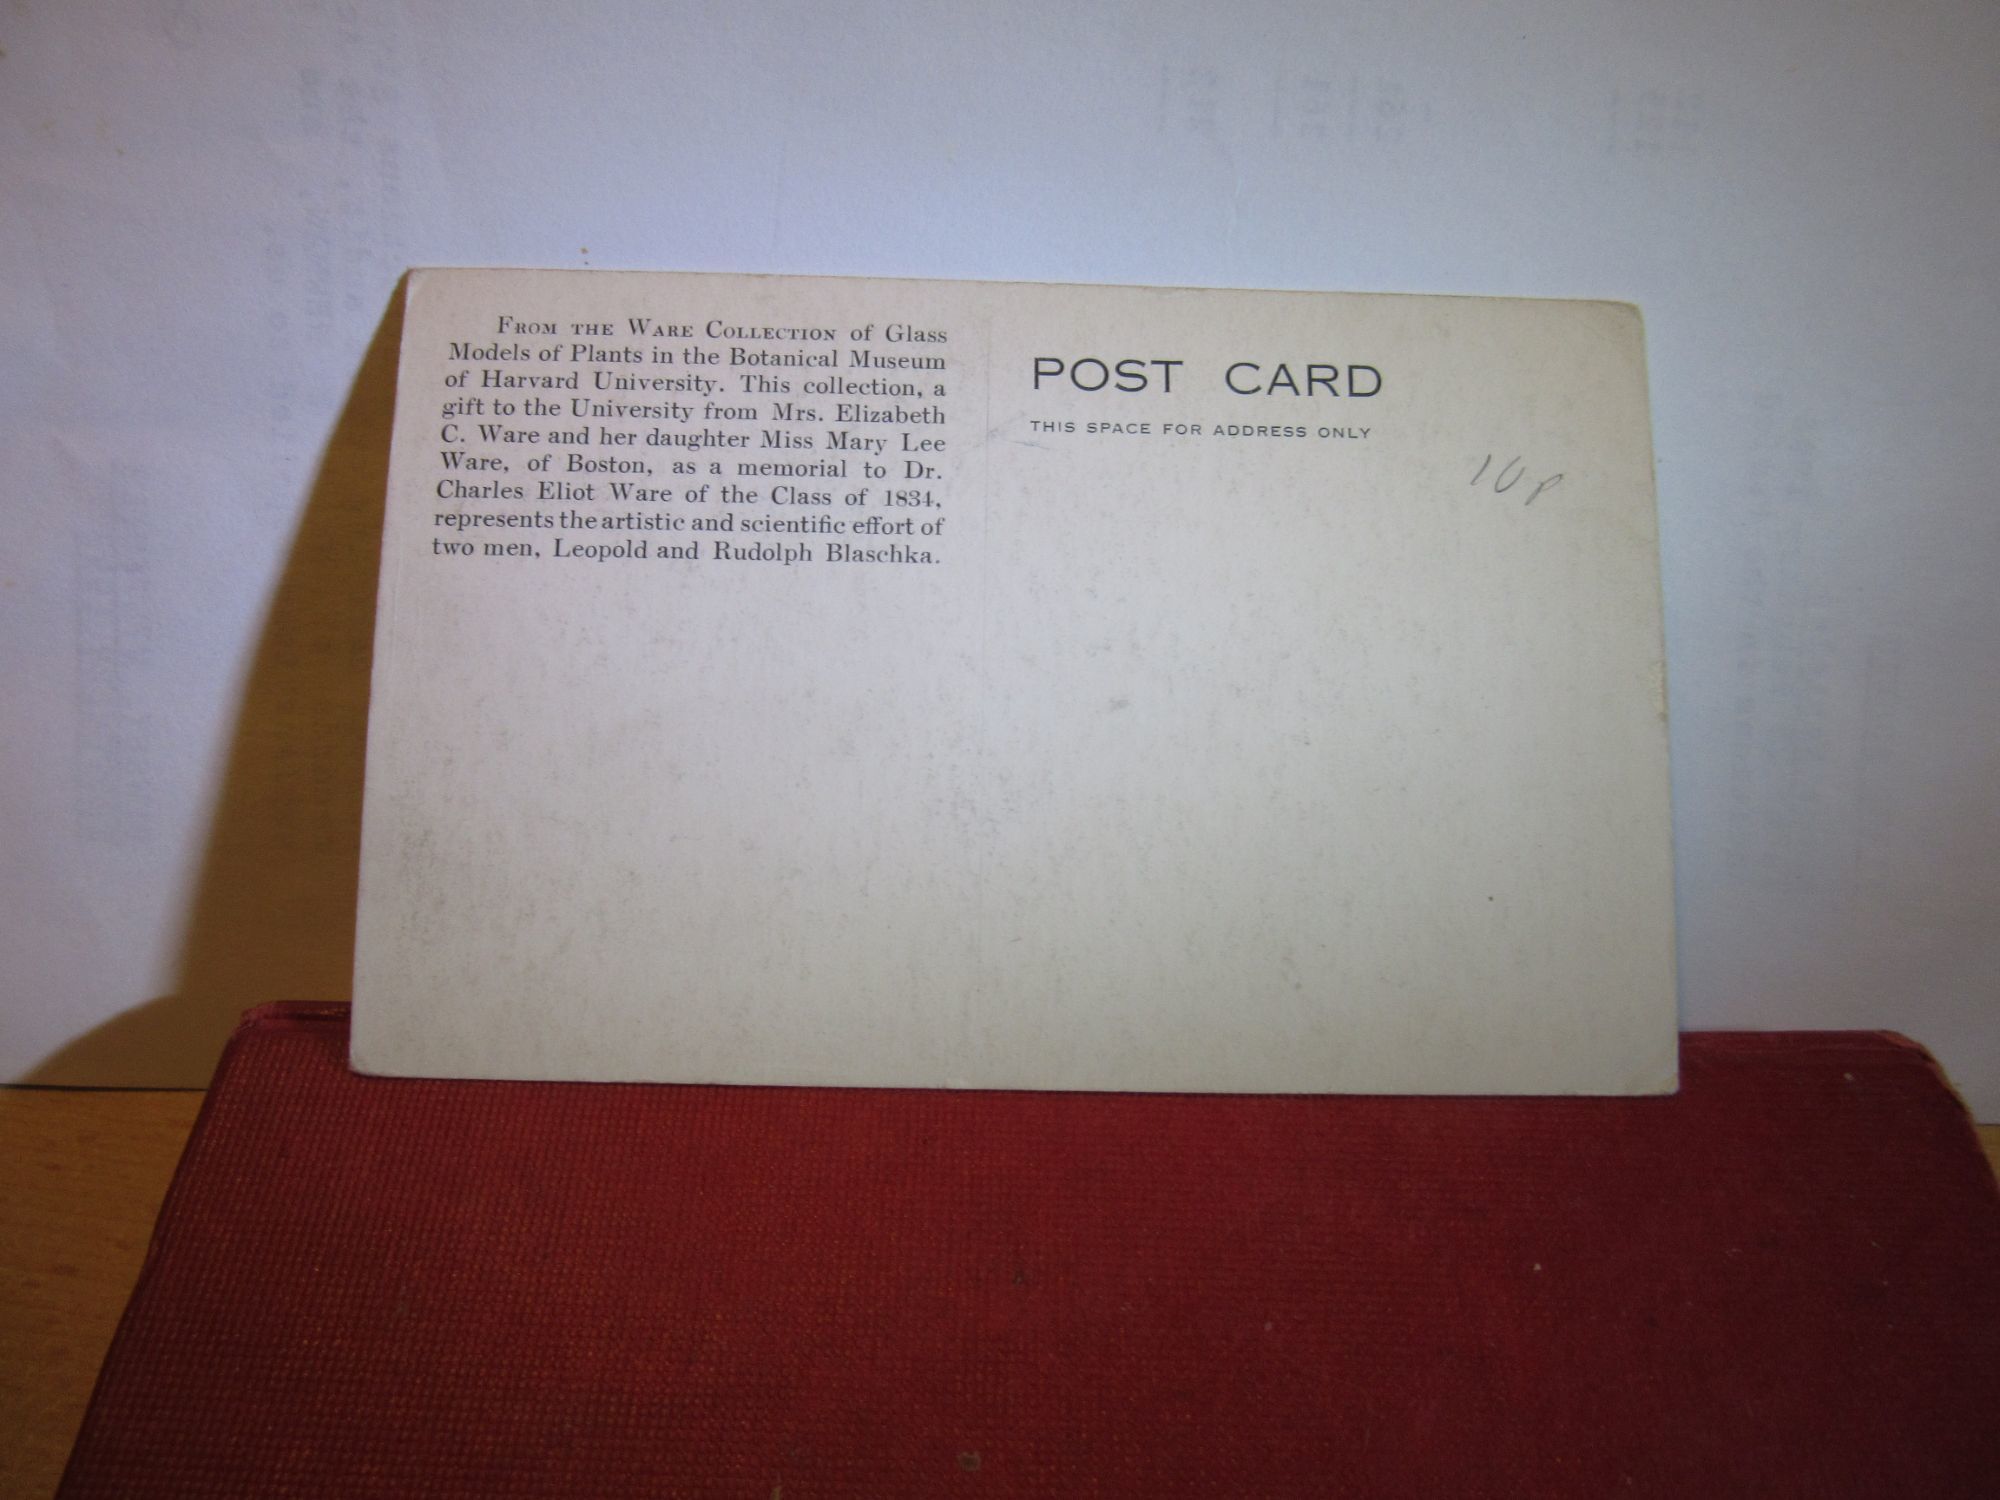 From the Ware Collection of Glass
Models of Plants in the Botanical Museum
of Harvard University. This collection, a
gift to the University from Mrs. Elizabeth
C. Ware and her daughter Miss Mary Lee
Ware, of Boston, as a memorial to Dr.
Charles Eliot Ware of the Class of 1834,
represents the artistic and scientific effort of
two men, Leopold and Rudolph Blaschka.
POST CARD
THIS SPACE FOR ADDRESS ONLY
10p